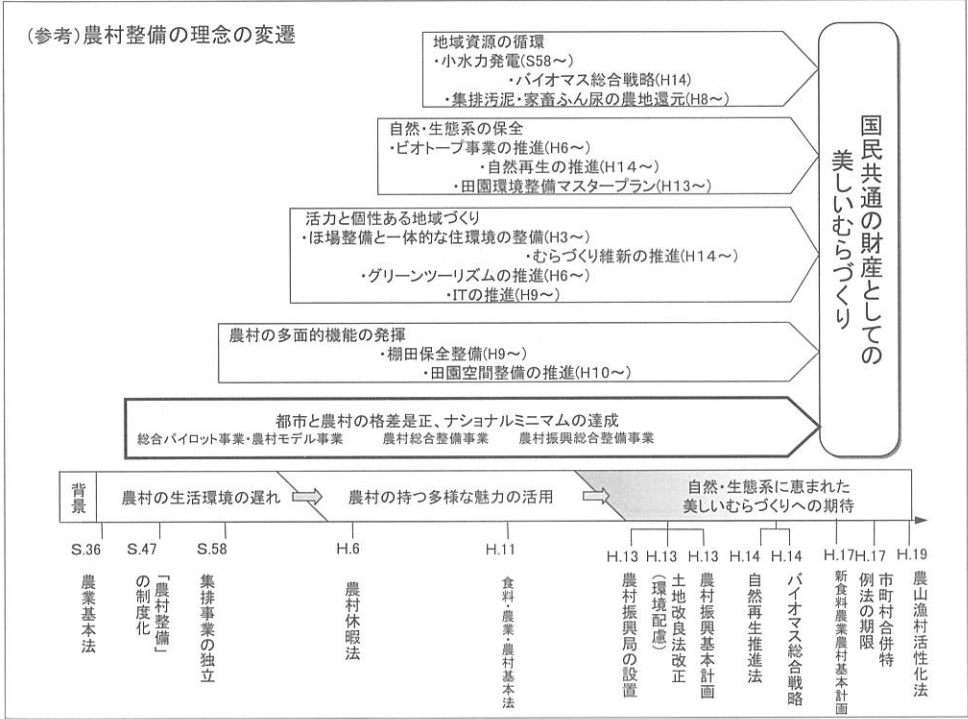 (参考)農村整備の理念の変遷
地域資源の循環
・小水力発電(S58～)
・バイオマス総合戦略(H14)
・集排汚泥・家畜ふん尿の農地還元(H8～)
自然・生態系の保全
・ビオトープ事業の推進(H6～)
・自然再生の推進(H14～)
・田園環境整備マスタープラン(H13～)
活力と個性ある地域づくり
・ほ場整備と一体的な住環境の整備(H3～)
・むらづくり維新の推進(H14～)
・グリーンツーリズムの推進(H6～)
・ITの推進(H9～)
農村の多面的機能の発揮
・棚田保全整備(H9～)
・田園空間整備の推進(H10～)
都市と農村の格差是正、ナショナルミニマムの達成
総合パイロット事業・農村モデル事業 農村総合整備事業 農村振興総合整備事業
国民共通の財産としての
美しいむらづくり
背景
農村の生活環境の遅れ
農村の持つ多様な魅力の活用
自然・生態系に恵まれた
美しいむらづくりへの期待
S.36
農業基本法
S.47
「農村整備」
の制度化
S.58
集排事業の独立
H.6
農村休暇法
H.11
食料・農業・農村基本法
H.13
農村振興局の設置
H.13
土地改良法改正
(環境配慮)
H.13
農村振興基本計画
H.14
自然再生推進法
H.14
バイオマス総合戦略
H.17
新食料農業農村基本計画
H.17
市町村合併特
例法の期限
H.19
農山漁村活性化法